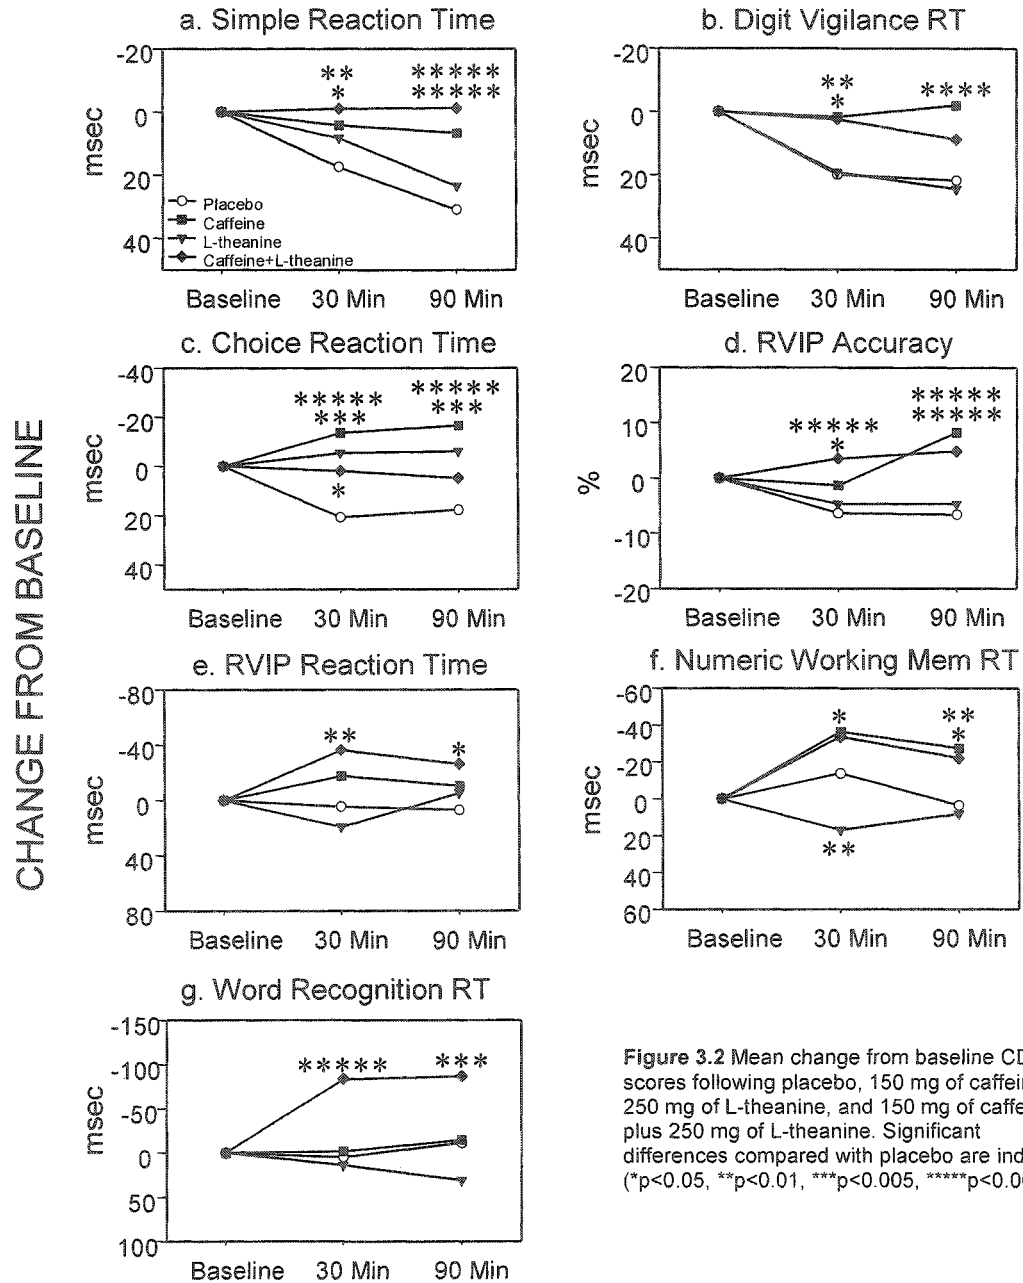 a. Simple Reaction Time
-20
0
20
40
msec
** *****
* *****
Placebo
Caffeine
L-theanine
Caffeine+L-theanine
Baseline 30 Min 90 Min
b. Digit Vigilance RT
-20
0
20
40
msec
** ****
*
Baseline 30 Min 90 Min
CHANGE FROM BASELINE
c. Choice Reaction Time
-40
-20
0
20
40
msec
***** *****
*** ***
*
Baseline 30 Min 90 Min
d. RVIP Accuracy
20
10
0
-10
-20
%
*****
***** *****
*
Baseline 30 Min 90 Min
e. RVIP Reaction Time
-80
-40
0
40
80
msec
** *
Baseline 30 Min 90 Min
f. Numeric Working Mem RT
-60
-40
-20
0
20
40
60
msec
* **
*
**
Baseline 30 Min 90 Min
g. Word Recognition RT
-150
-100
-50
0
50
100
msec
***** ***
Baseline 30 Min 90 Min
Figure 3.2 Mean change from baseline
scores following placebo, 150 mg of
250 mg of L-theanine, and 150 mg of
plus 250 mg of L-theanine. Significant
differences compared with placebo are
(*p<0.05, **p<0.01, ***p<0.005,